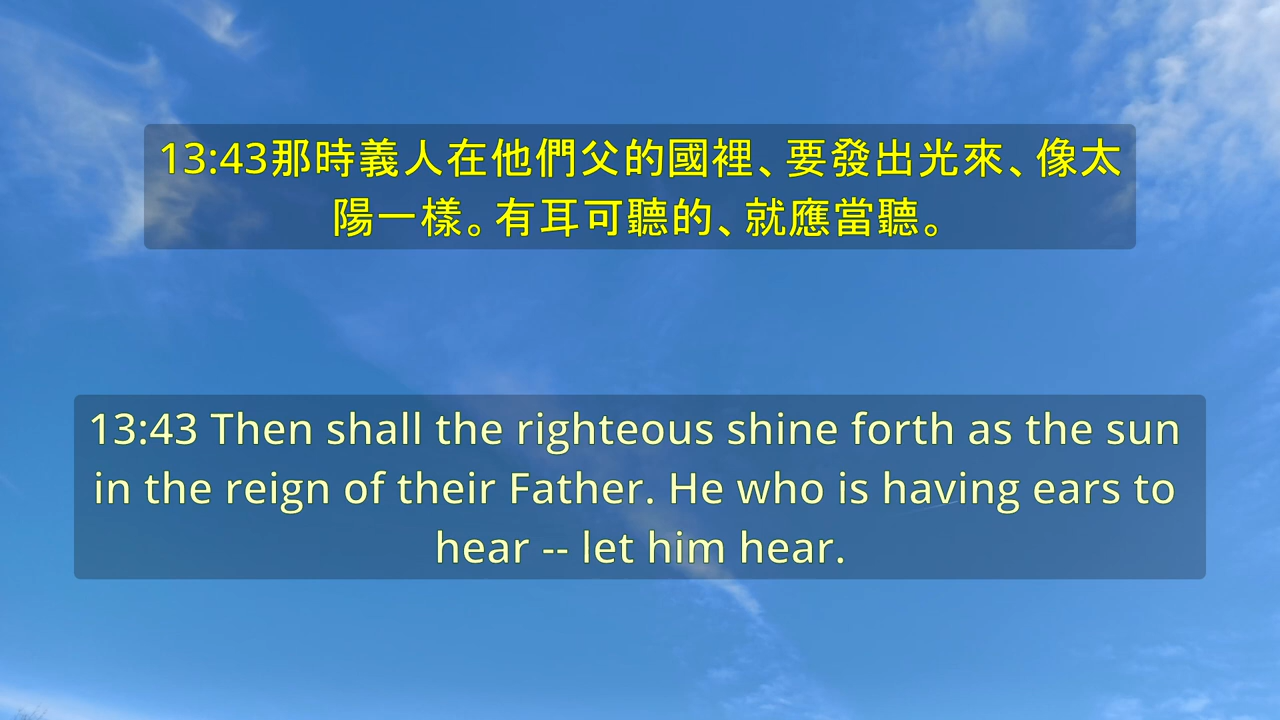 13:43那時義人在他們父的國裡、要發出光來、像太
陽一樣。有耳可聽的、就應當聽。
13:43 Then shall the righteous shine forth as the sun
in the reign of their Father. He who is having ears to
hear -- let him hear.